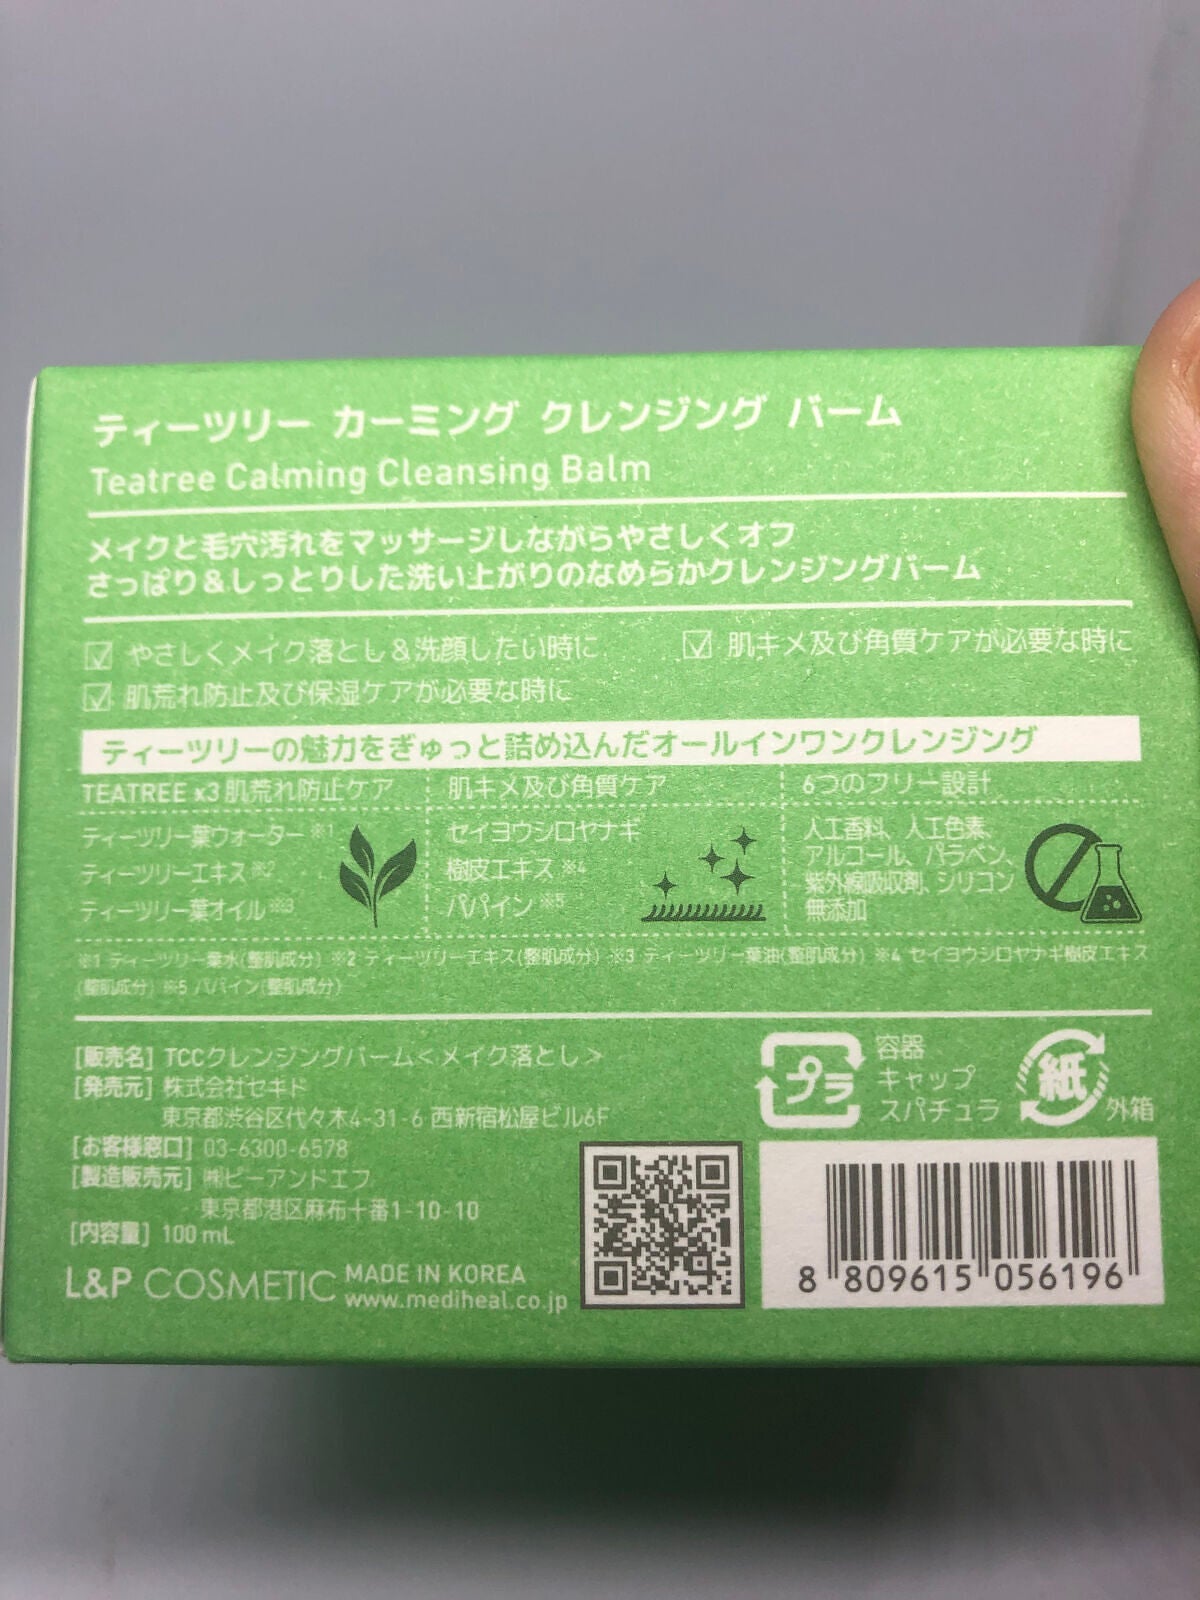 ティーツリー カーミング クレンジング バーム
Teatree Calming Cleansing Balm
メイクと毛穴汚れをマッサージしながらやさしくオフ
さっぱり＆しっとりした洗い上がりのなめらかクレンジングバーム
やさしくメイク落とし＆洗顔したい時に
肌キメ及び角質ケアが必要な時に
肌荒れ防止及び保湿ケアが必要な時に
ティーツリーの魅力をぎゅっと詰め込んだオールインワンクレンジング
TEATREE x3 肌荒れ防止ケア
ティーツリー葉ウォーター ※1
ティーツリーエキス※2
ティーツリー葉オイル※3
肌キメ及び角質ケア
セイヨウシロヤナギ
樹皮エキス ※4
パパイン ※5
6つのフリー設計
人工香料、人工色素、
アルコール、パラベン、
紫外線吸収剤、シリコン
無添加
※1 ティーツリー葉水(整肌成分) ※2 ティーツリーエキス(整肌成分) ※3 ティーツリー葉油(整肌成分) ※4 セイヨウシロヤナギ樹皮エキス
(整肌成分) ※5 パパイン(整肌成分)
[販売名] TCCクレンジングバーム＜メイク落とし＞
[発売元] 株式会社セキド
東京都渋谷区代々木4-31-6 西新宿松屋ビル6F
[お客様窓口] 03-6300-6578
[製造販売元] ㈱ピーアンドエフ
東京都港区麻布十番1-10-10
[内容量] 100 mL
L&P COSMETIC
MADE IN KOREA
www.mediheal.co.jp
プラ
容器
キャップ
スパチュラ
紙
外箱
8 809615 056196